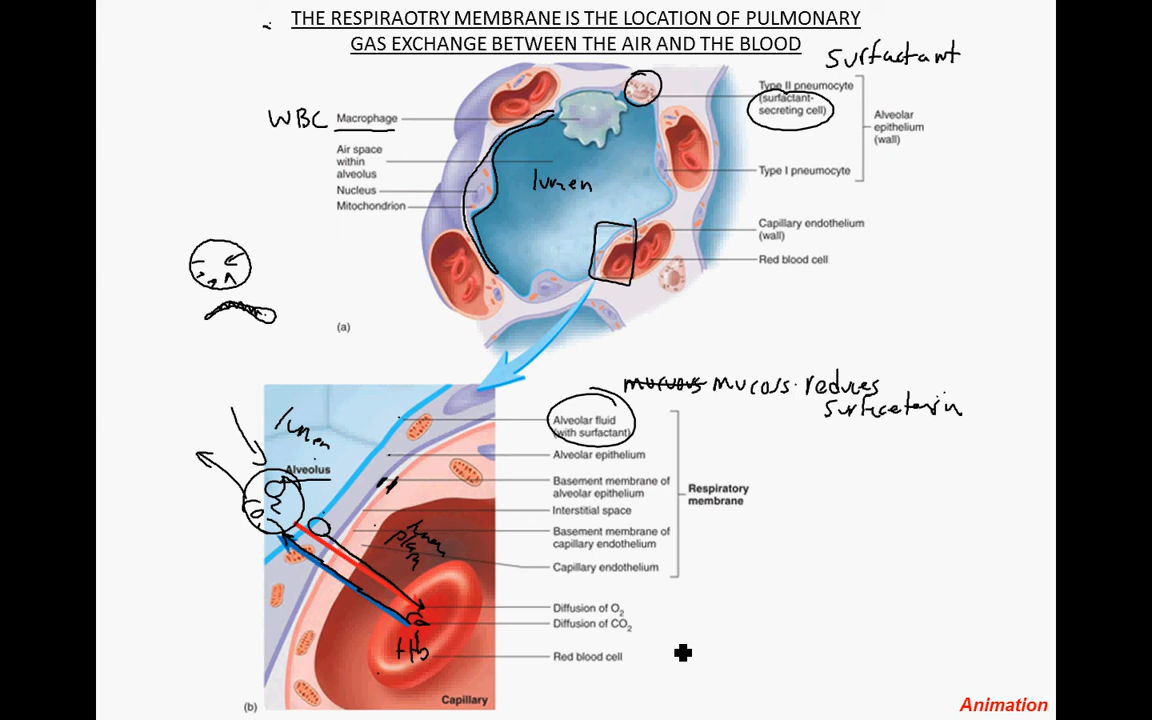 THE RESPIRAOTRY MEMBRANE IS THE LOCATION OF PULMONARY
GAS EXCHANGE BETWEEN THE AIR AND THE BLOOD
surfactant
WBC
Macrophage
Air space
within
alveolus
Nucleus
Mitochondrion
lumen
Type II pneumocyte
(surfactant-
secreting cell)
Type I pneumocyte
Alveolar
epithelium
(wall)
Capillary endothelium
(wall)
Red blood cell
(a)
mucous mucoss. reduces
lumen
Alveolus
Alveolar fluid
(with surfactant)
Alveolar epithelium
Basement membrane of
alveolar epithelium
Interstitial space
Basement membrane of
capillary endothelium
Capillary endothelium
Respiratory
membrane
lumen
Diffusion of O₂
Diffusion of CO₂
Hb
Red blood cell
Capillary
(b)
Animation